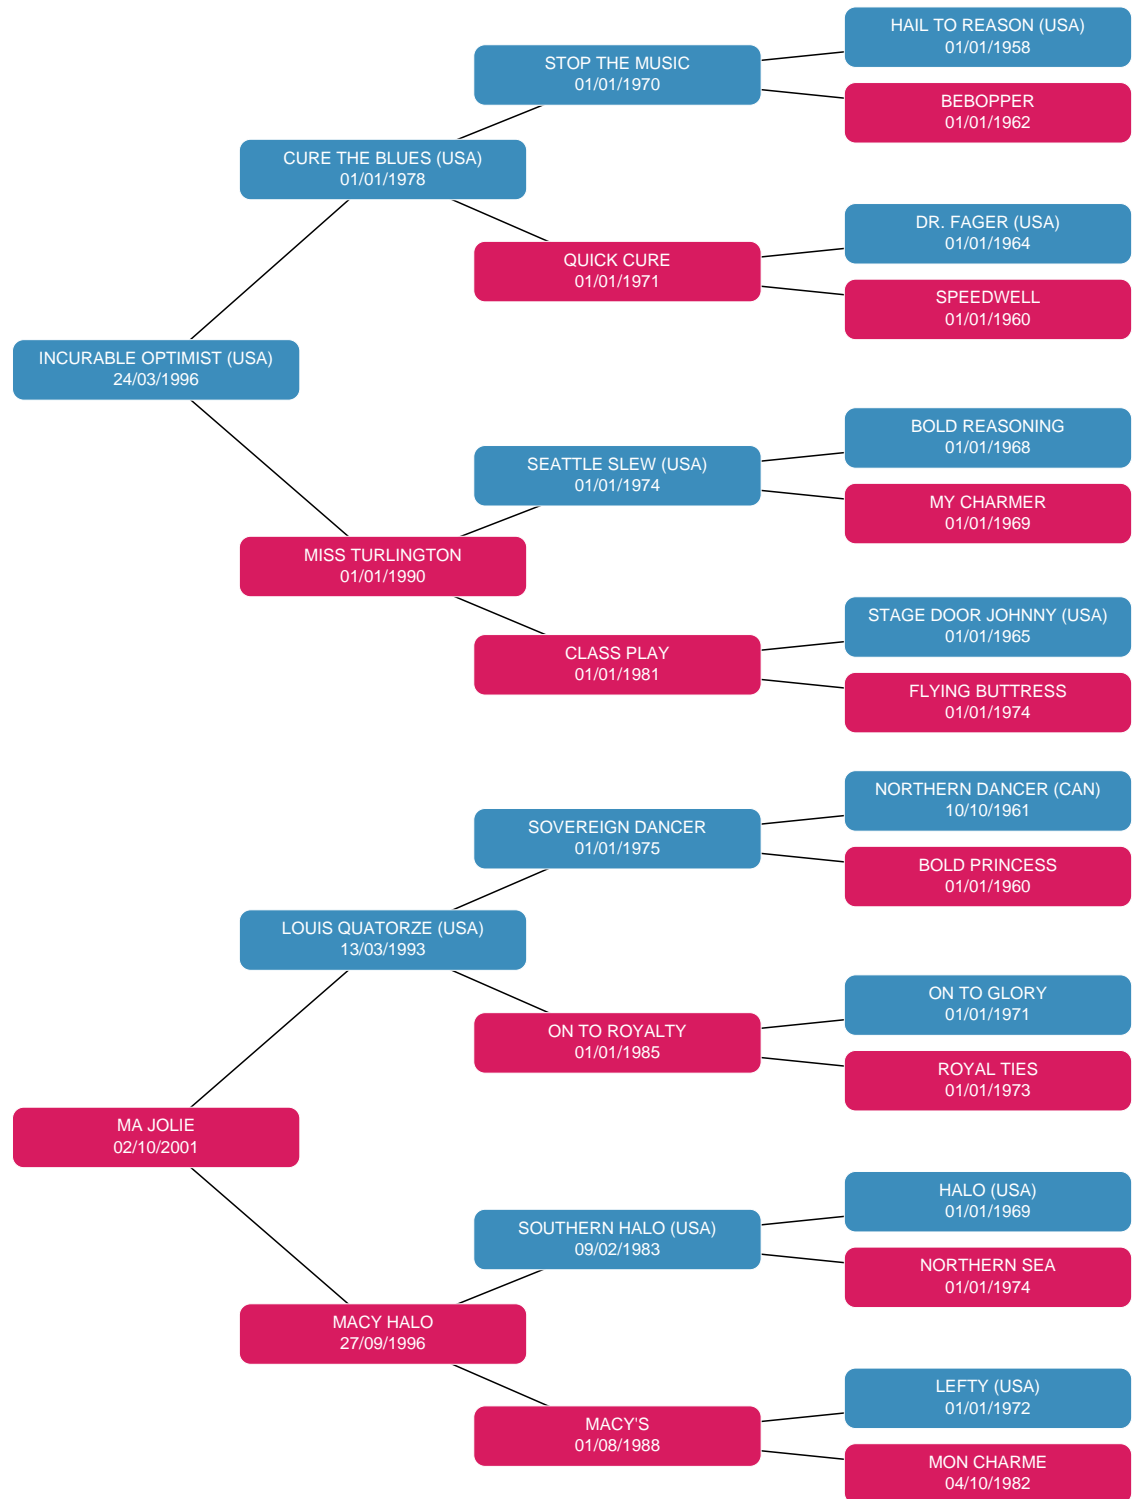 HAIL TO REASON (USA)
01/01/1958
STOP THE MUSIC
01/01/1970
BEBOPPER
01/01/1962
CURE THE BLUES (USA)
01/01/1978
DR. FAGER (USA)
01/01/1964
QUICK CURE
01/01/1971
SPEEDWELL
01/01/1960
INCURABLE OPTIMIST (USA)
24/03/1996
BOLD REASONING
01/01/1968
SEATTLE SLEW (USA)
01/01/1974
MY CHARMER
01/01/1969
MISS TURLINGTON
01/01/1990
STAGE DOOR JOHNNY (USA)
01/01/1965
CLASS PLAY
01/01/1981
FLYING BUTTRESS
01/01/1974
NORTHERN DANCER (CAN)
10/10/1961
SOVEREIGN DANCER
01/01/1975
BOLD PRINCESS
01/01/1960
LOUIS QUATORZE (USA)
13/03/1993
ON TO GLORY
01/01/1971
ON TO ROYALTY
01/01/1985
ROYAL TIES
01/01/1973
MA JOLIE
02/10/2001
HALO (USA)
01/01/1969
SOUTHERN HALO (USA)
09/02/1983
NORTHERN SEA
01/01/1974
MACY HALO
27/09/1996
LEFTY (USA)
01/01/1972
MACY'S
01/08/1988
MON CHARME
04/10/1982